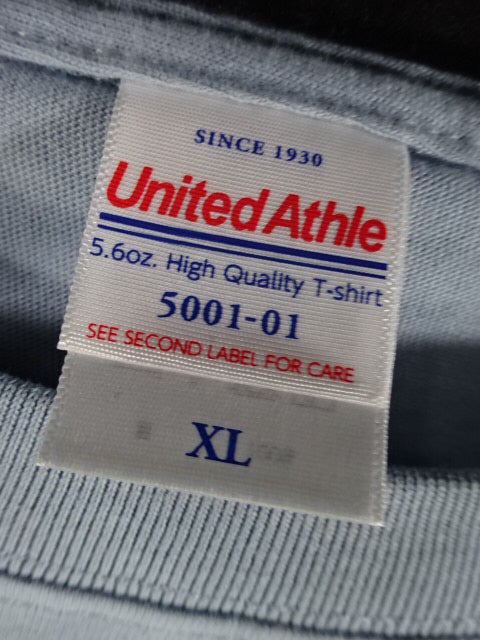 SINCE 1930
United Athle
5.6oz. High Quality T-shirt
5001-01
SEE SECOND LABEL FOR CARE
XL